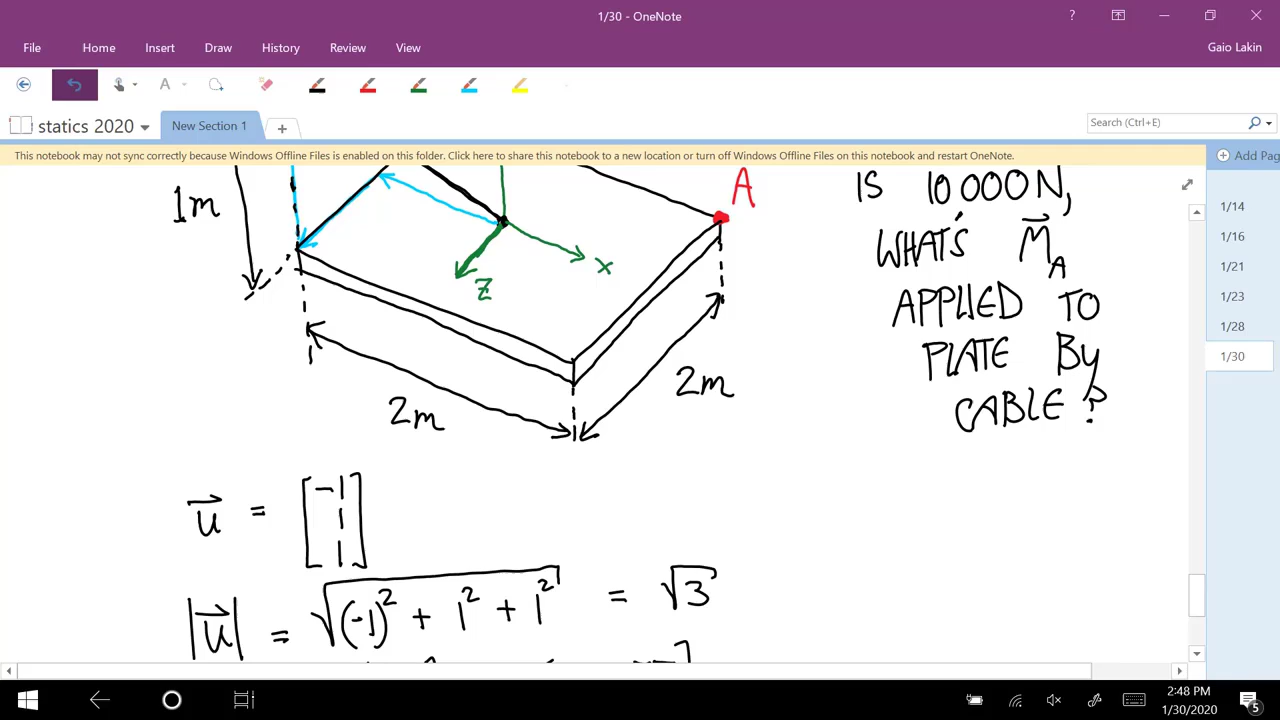 1/30 - OneNote
?
File
Home
Insert
Draw
History
Review
View
Gaio Lakin
A
statics 2020
New Section 1
+
Search (Ctrl+E)
This notebook may not sync correctly because Windows Offline Files is enabled on this folder. Click here to share this notebook to a new location or turn off Windows Offline Files on this notebook and restart OneNote.
Add Pag
1/14
1/16
1/21
1/23
1/28
1/30
1m
A
x
z
2m
2m
IS 10 000N,
WHAT'S M⃗_A
APPLIED TO
PLATE BY
CABLE?
u⃗ = [-1 1 1]
|u⃗| = √((-1)² + 1² + 1²) = √3
2:48 PM
1/30/2020
5